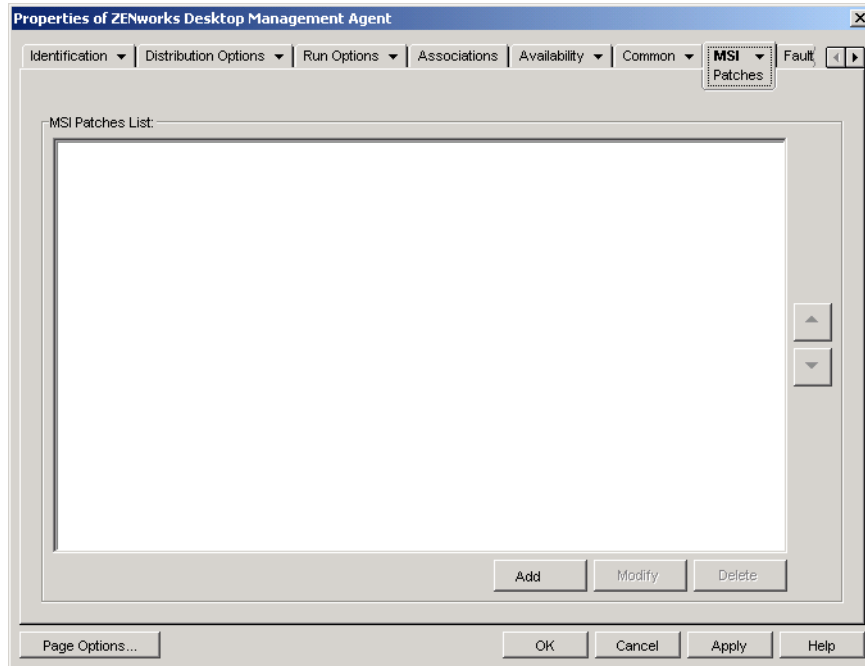 Properties of ZENworks Desktop Management Agent
Identification Distribution Options Run Options Associations Availability Common MSI Fault
Patches
MSI Patches List:
Add Modify Delete
Page Options... OK Cancel Apply Help